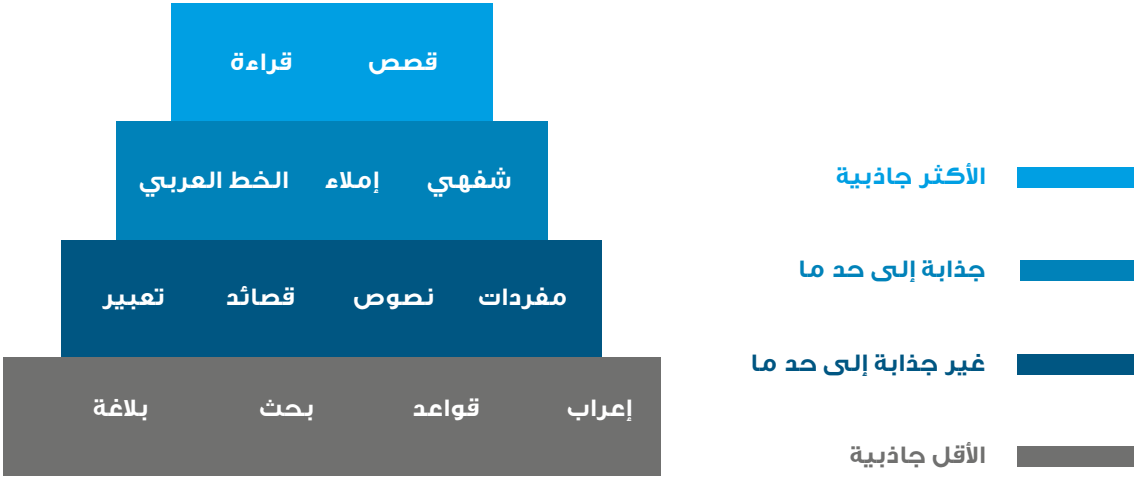 قصص قراءة
شفهي إملاء الخط العربي
مفردات نصوص قصائد تعبير
إعراب قواعد بحث بلاغة
الأكثر جاذبية
جذابة إلى حد ما
غير جذابة إلى حد ما
الأقل جاذبية